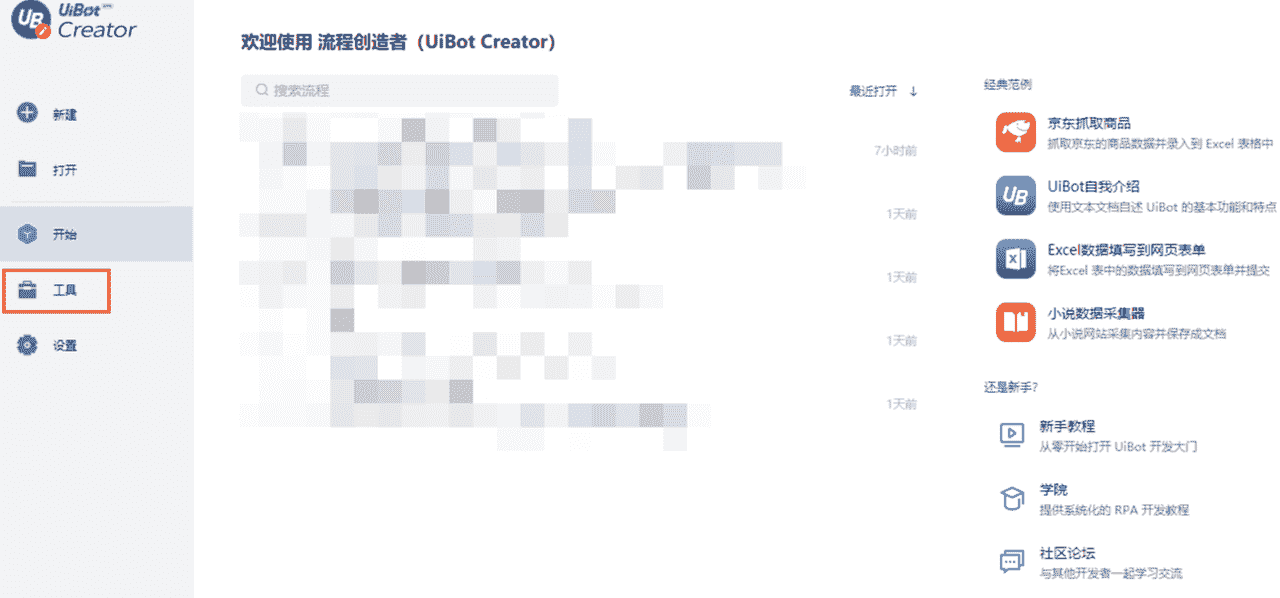 UiBot
Creator
新建
打开
开始
工具
设置
欢迎使用 流程创造者（UiBot Creator）
搜索流程
最近打开 ↓
7小时前
1天前
1天前
1天前
1天前
经典范例
京东抓取商品
抓取京东的商品数据并录入到 Excel 表格中
UiBot自我介绍
使用文本文档自述 UiBot 的基本功能和特点
Excel数据填写到网页表单
将Excel 表中的数据填写到网页表单并提交
小说数据采集器
从小说网站采集内容并保存成文档
还是新手?
新手教程
从零开始打开 UiBot 开发大门
学院
提供系统化的 RPA 开发教程
社区论坛
与其他开发者一起学习交流